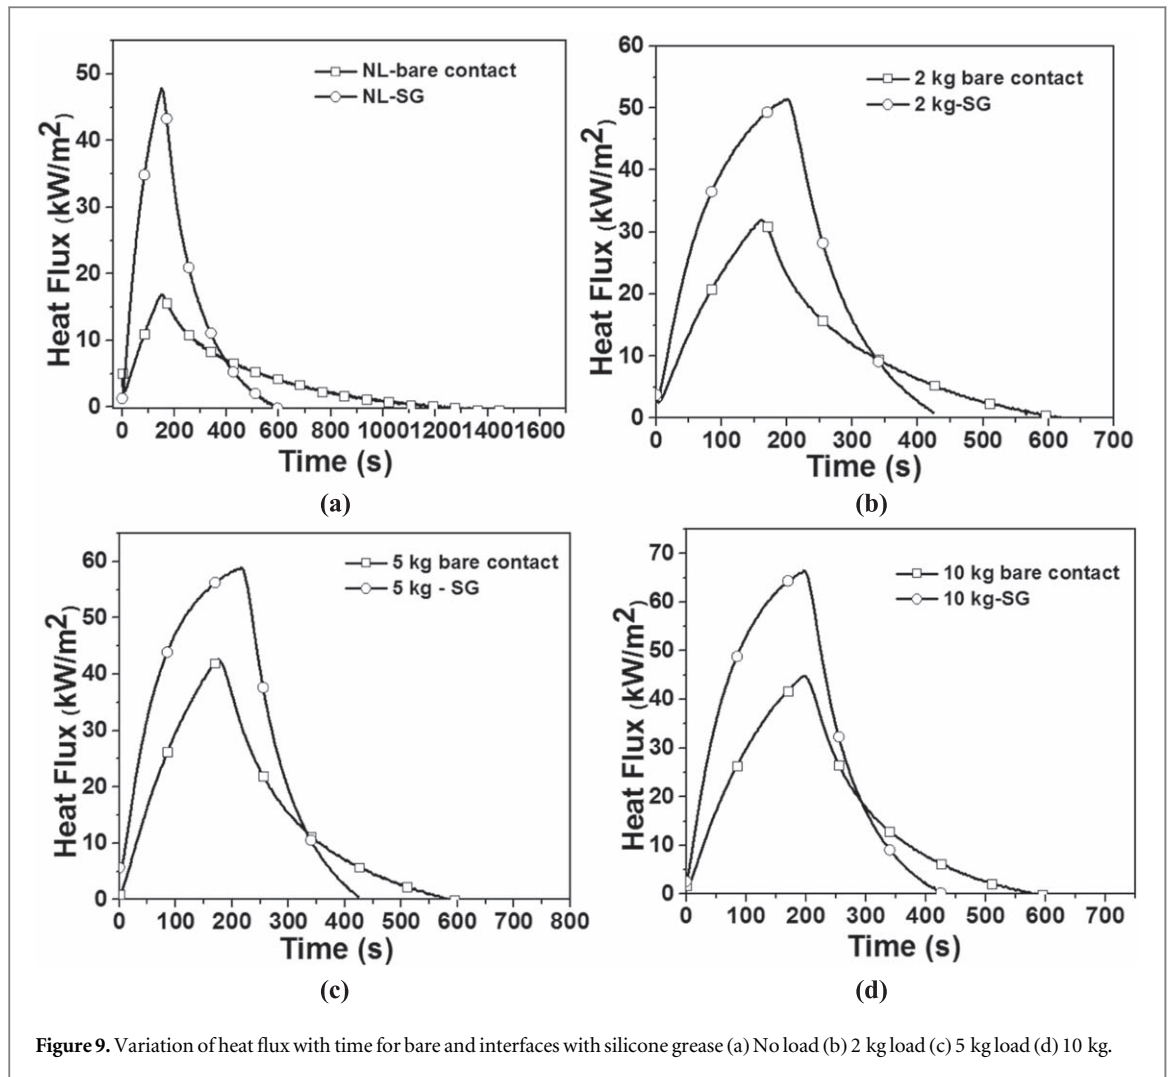 NL-bare contact
NL-SG
50
40
30
20
10
0
Heat Flux (kW/m2)
0 200 400 600 800 1000 1200 1400 1600
Time (s)
(a)
2 kg bare contact
2 kg-SG
60
50
40
30
20
10
0
Heat Flux (kW/m2)
0 100 200 300 400 500 600 700
Time (s)
(b)
5 kg bare contact
5 kg - SG
60
50
40
30
20
10
0
Heat Flux (kW/m2)
0 100 200 300 400 500 600 700 800
Time (s)
(c)
10 kg bare contact
10 kg-SG
70
60
50
40
30
20
10
0
Heat Flux (kW/m2)
0 100 200 300 400 500 600 700
Time (s)
(d)
Figure 9. Variation of heat flux with time for bare and interfaces with silicone grease (a) No load (b) 2 kg load (c) 5 kg load (d) 10 kg.